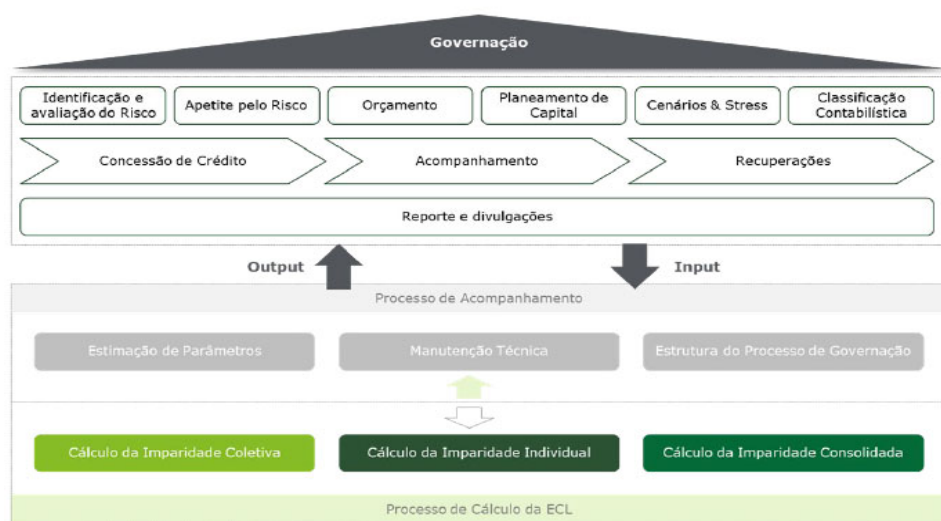 Governação
Identificação e
avaliação do Risco
Apetite pelo Risco
Orçamento
Planeamento de
Capital
Cenários & Stress
Classificação
Contabilística
Concessão de Crédito
Acompanhamento
Recuperações
Reporte e divulgações
Output
Input
Processo de Acompanhamento
Estimação de Parâmetros
Manutenção Técnica
Estrutura do Processo de Governação
Cálculo da Imparidade Coletiva
Cálculo da Imparidade Individual
Cálculo da Imparidade Consolidada
Processo de Cálculo da ECL